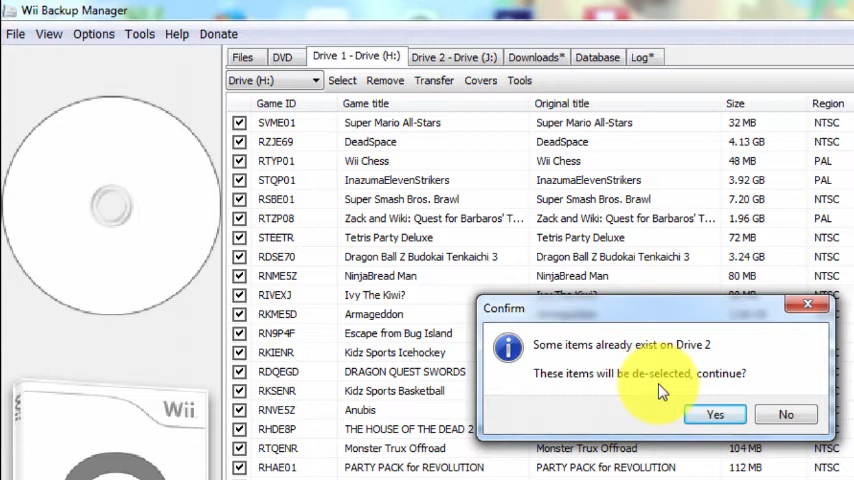 Wii Backup Manager
File View Options Tools Help Donate
Files DVD Drive 1 - Drive (H:) Drive 2 - Drive (J:) Downloads* Database Log*
Drive (H:) Select Remove Transfer Covers Tools
Game ID Game title Original title Size Region
SVME01 Super Mario All-Stars Super Mario All-Stars 32 MB NTSC
RZJE69 DeadSpace DeadSpace 4.13 GB NTSC
RTYP01 Wii Chess Wii Chess 48 MB PAL
STQP01 InazumaElevenStrikers InazumaElevenStrikers 3.92 GB PAL
RSBE01 Super Smash Bros. Brawl Super Smash Bros. Brawl 7.20 GB NTSC
RTZP08 Zack and Wiki: Quest for Barbaros' T... Zack and Wiki: Quest for Barbaros' T... 1.96 GB PAL
STEETR Tetris Party Deluxe Tetris Party Deluxe 72 MB NTSC
RDSE70 Dragon Ball Z Budokai Tenkaichi 3 Dragon Ball Z Budokai Tenkaichi 3 3.24 GB NTSC
RNME5Z NinjaBread Man NinjaBread Man 80 MB NTSC
RIVEXJ Ivy The Kiwi? Ivy The Kiwi? NTSC
RKME5D Armageddon
RN9P4F Escape from Bug Island
RKIENR Kidz Sports Icehockey
RDQEGD DRAGON QUEST SWORDS
RKSENR Kidz Sports Basketball
RNVE5Z Anubis
RHDE8P THE HOUSE OF THE DEAD 2
RTQENR Monster Trux Offroad Monster Trux Offroad 104 MB NTSC
RHAE01 PARTY PACK for REVOLUTION PARTY PACK for REVOLUTION 112 MB NTSC
Confirm
Some items already exist on Drive 2
These items will be de-selected, continue?
Yes No
Wii